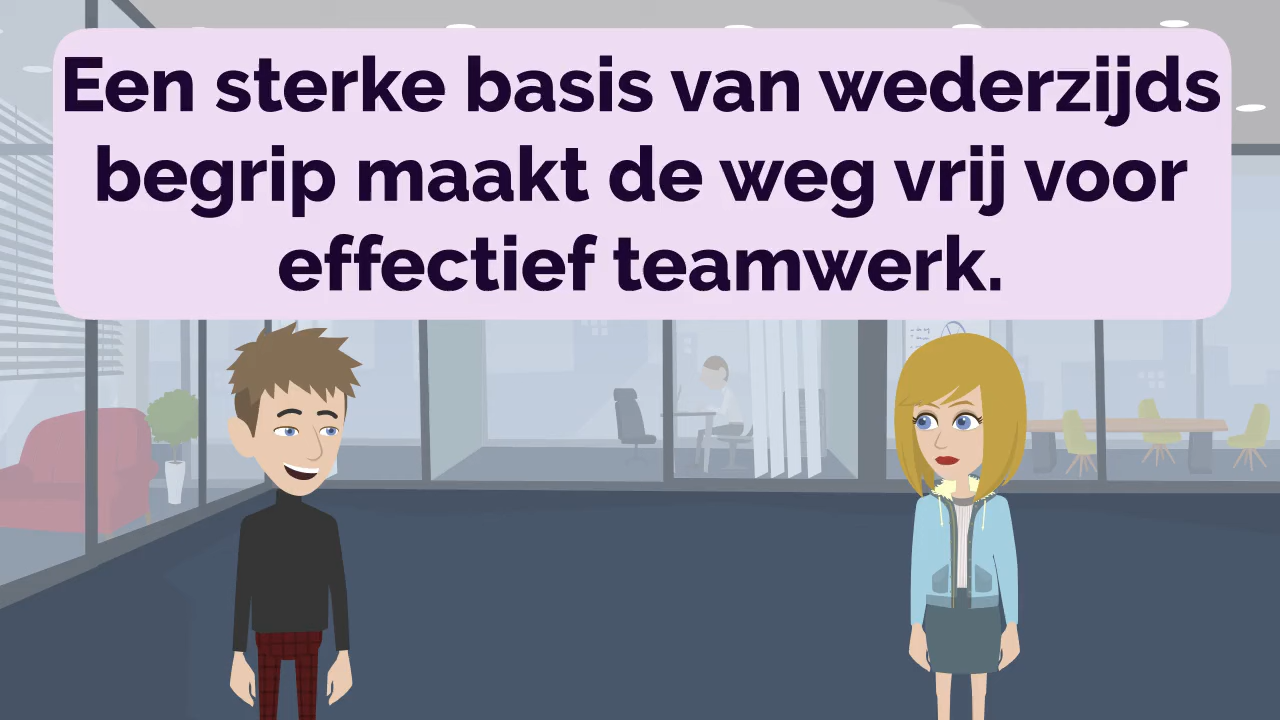 Een sterke basis van wederzijds
begrip maakt de weg vrij voor
effectief teamwerk.